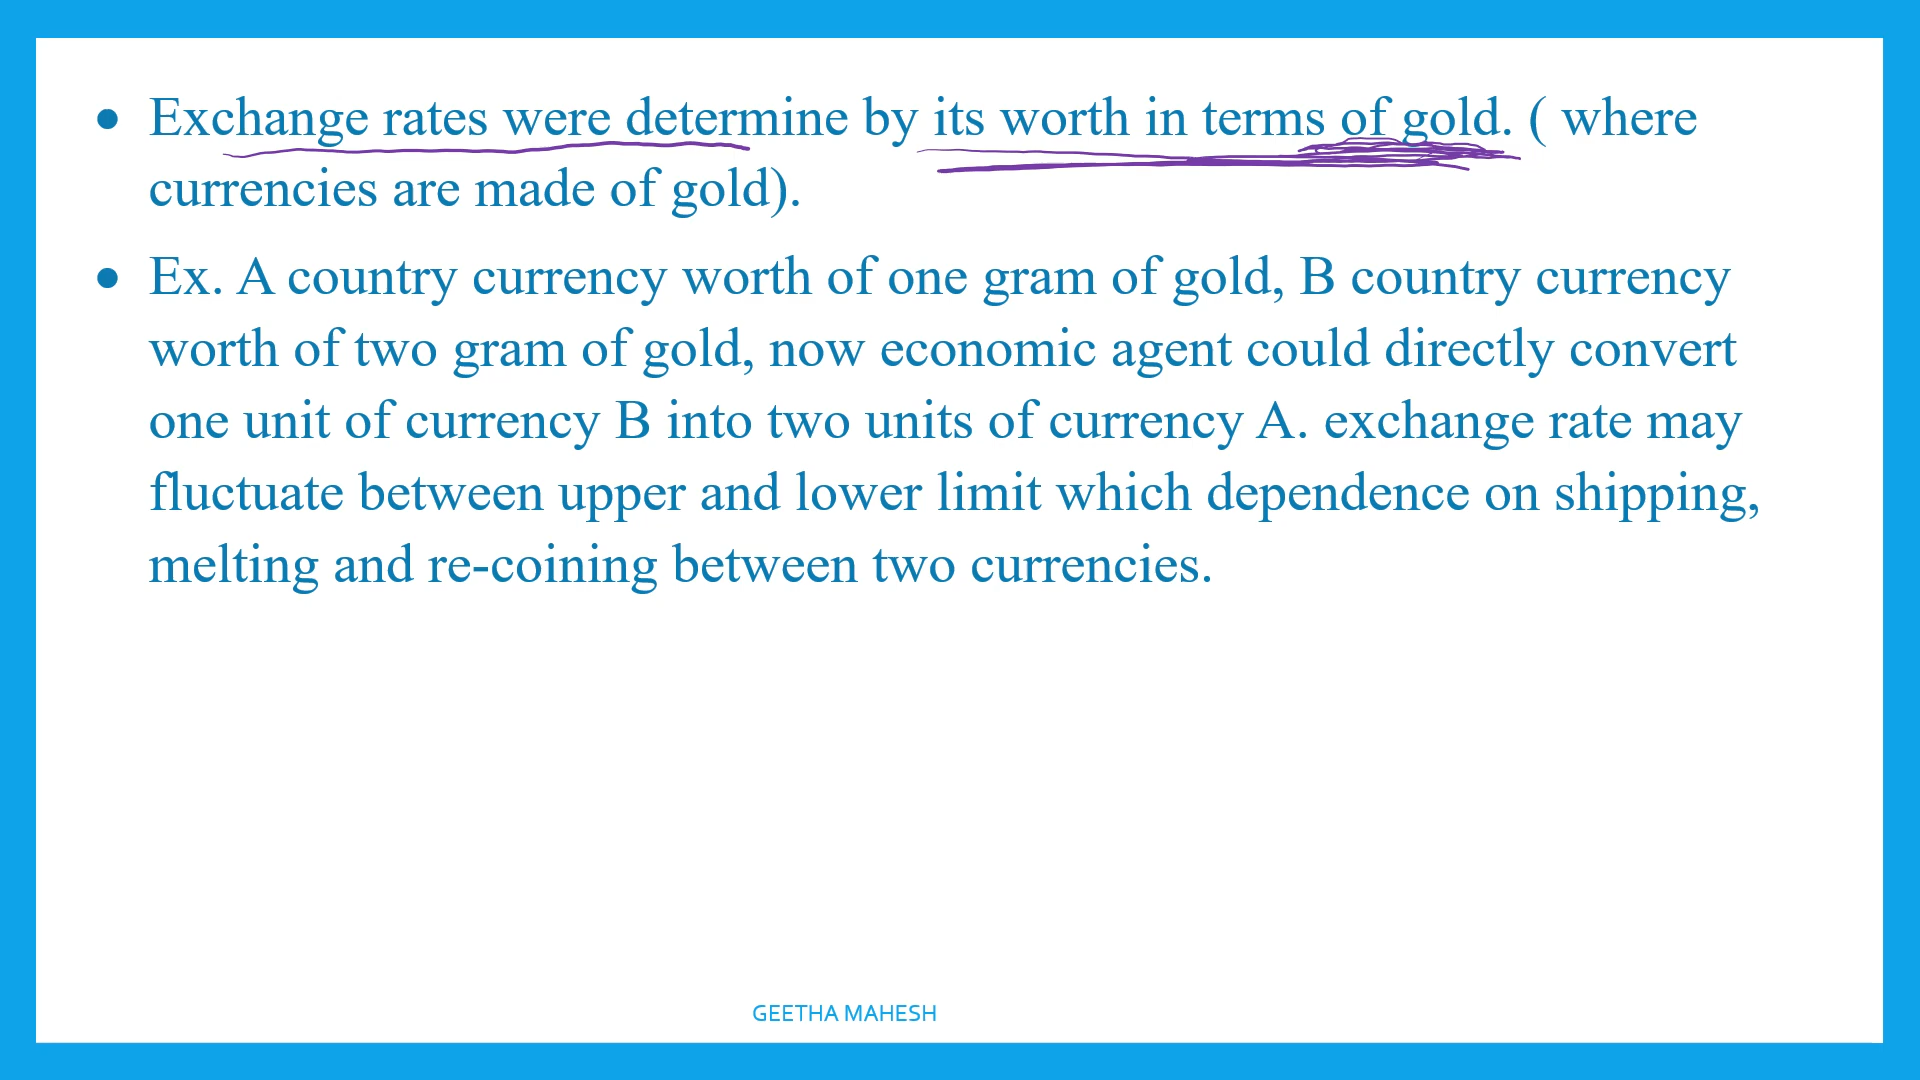 • Exchange rates were determine by its worth in terms of gold. ( where
currencies are made of gold).
• Ex. A country currency worth of one gram of gold, B country currency
worth of two gram of gold, now economic agent could directly convert
one unit of currency B into two units of currency A. exchange rate may
fluctuate between upper and lower limit which dependence on shipping,
melting and re-coining between two currencies.
GEETHA MAHESH